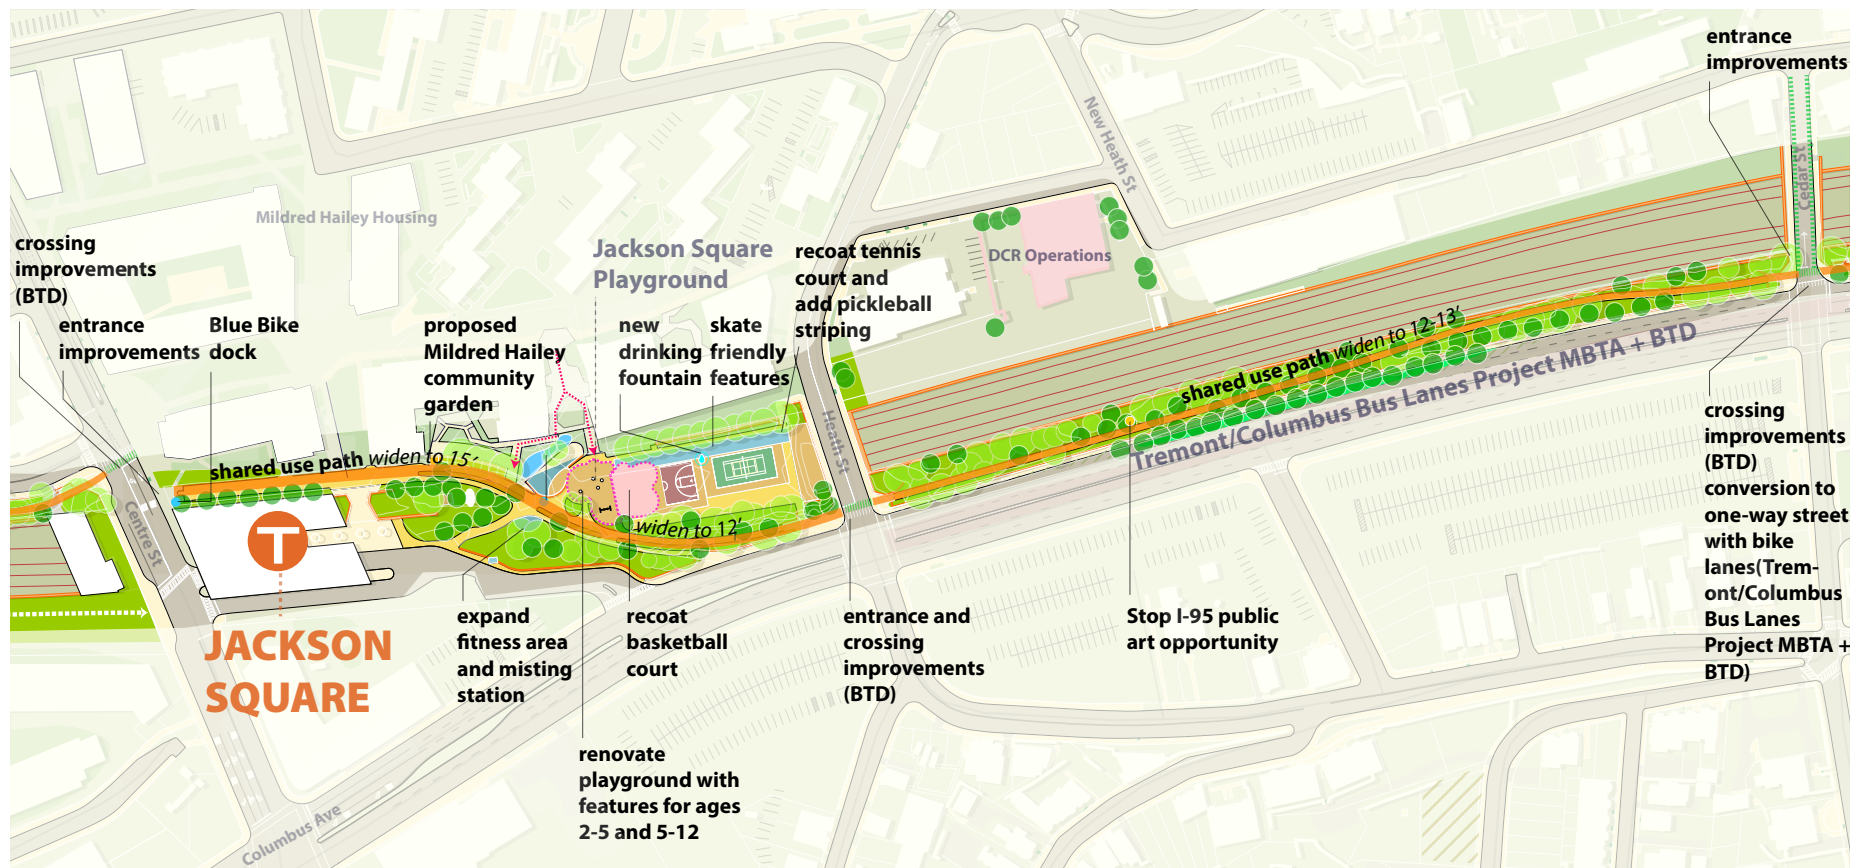 entrance
improvements
New Heath St
Cedar St
Mildred Hailey Housing
crossing
improvements
(BTD)
Jackson Square
Playground
recoat tennis
court and
add pickleball
striping
DCR Operations
entrance
improvements
Blue Bike
dock
proposed
Mildred Hailey
community
garden
new
drinking
fountain
skate
friendly
features
shared use path widen to 12-13'
Tremont/Columbus Bus Lanes Project MBTA + BTD
Heath St
shared use path widen to 15'
Centre St
widen to 12'
T
JACKSON
SQUARE
expand
fitness area
and misting
station
recoat
basketball
court
entrance and
crossing
improvements
(BTD)
Stop I-95 public
art opportunity
crossing
improvements
(BTD)
conversion to
one-way street
with bike
lanes(Trem-
ont/Columbus
Bus Lanes
Project MBTA +
BTD)
renovate
playground with
features for ages
2-5 and 5-12
Columbus Ave